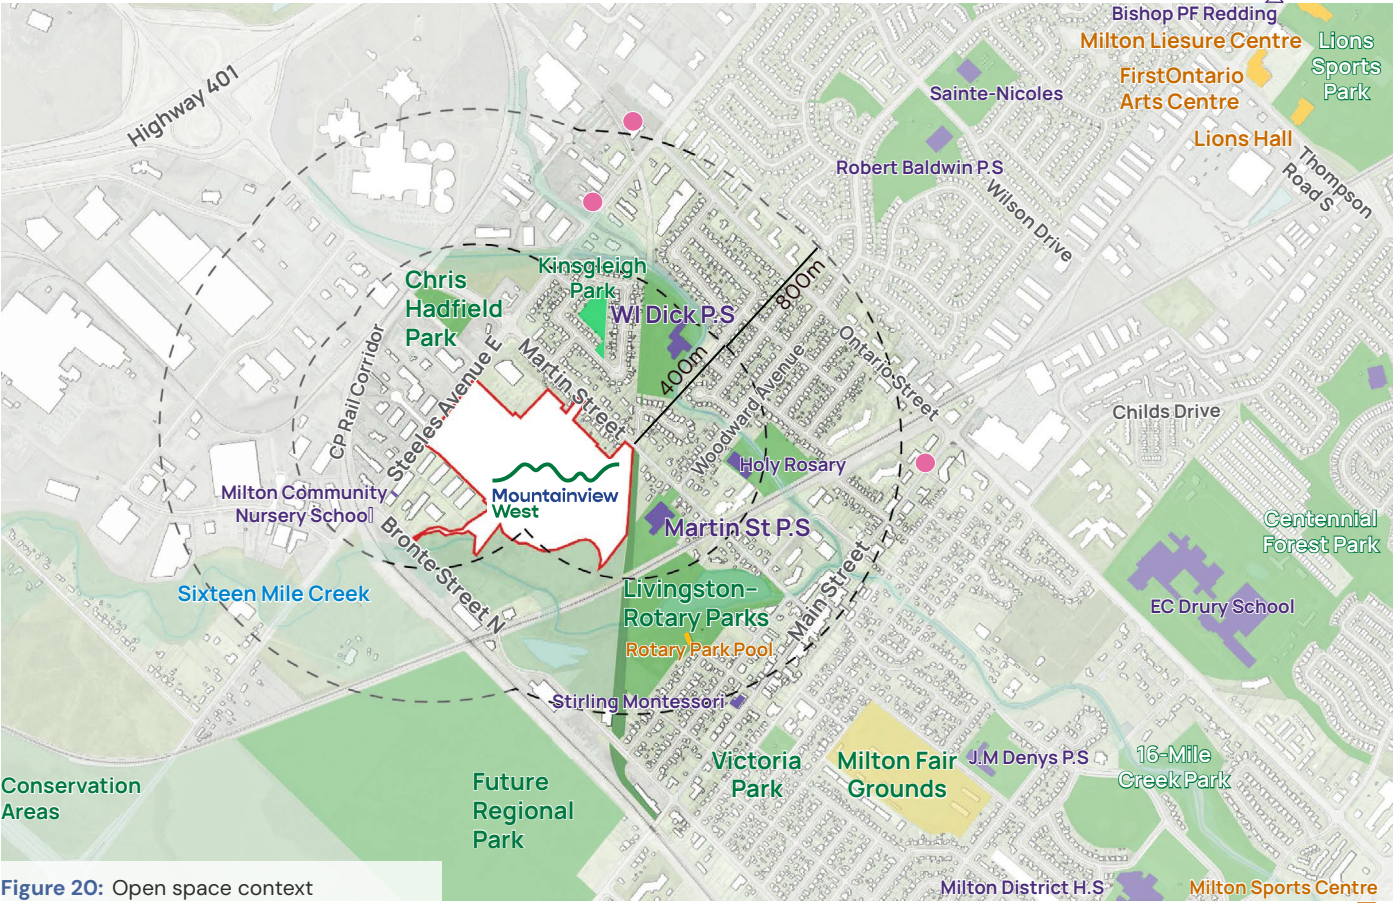 Bishop PF Redding
Milton Liesure Centre
Lions
Sports
Park
FirstOntario
Arts Centre
Lions Hall
Sainte-Nicoles
Robert Baldwin P.S
Highway 401
Thompson
Road S
Wilson Drive
Kinsgleigh
Park
Chris
Hadfield
Park
WI Dick P.S
800m
400m
CP Rail Corridor
Steeles Avenue E
Martin Street
Woodward Avenue
Ontario Street
Childs Drive
Holy Rosary
Mountainview
West
Milton Community
Nursery School
Martin St P.S
Bronte Street N
Centennial
Forest Park
Sixteen Mile Creek
Livingston-
Rotary Parks
Main Street
EC Drury School
Rotary Park Pool
Stirling Montessori
Victoria
Park
Milton Fair
Grounds
J.M Denys P.S
16-Mile
Creek Park
Conservation
Areas
Future
Regional
Park
Figure 20: Open space context
Milton District H.S
Milton Sports Centre